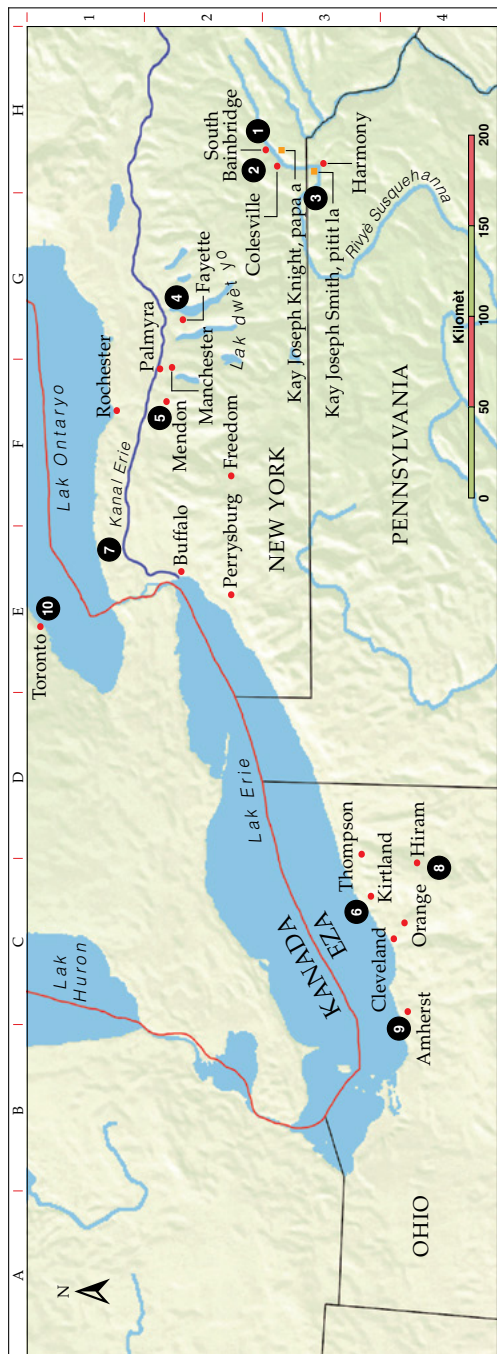 A
B
C
D
E
F
G
H
1
2
3
4
N
Lak
Huron
Lak Ontaryo
Toronto
10
7
Kanal Erie
Rochester
Palmyra
4
Fayette
Manchester
5
Mendon
Lak dwèt yo
Buffalo
Freedom
Perrysburg
South
Bainbridge
1
2
Colesville
Kay Joseph Knight, papa a
3
Kay Joseph Smith, pitit la
Harmony
Rivyè Susquehanna
NEW YORK
PENNSYLVANIA
Lak Erie
KANADA
EZA
Thompson
6
Kirtland
Cleveland
Hiram
8
Orange
9
Amherst
OHIO
Kilomèt
0
50
100
200